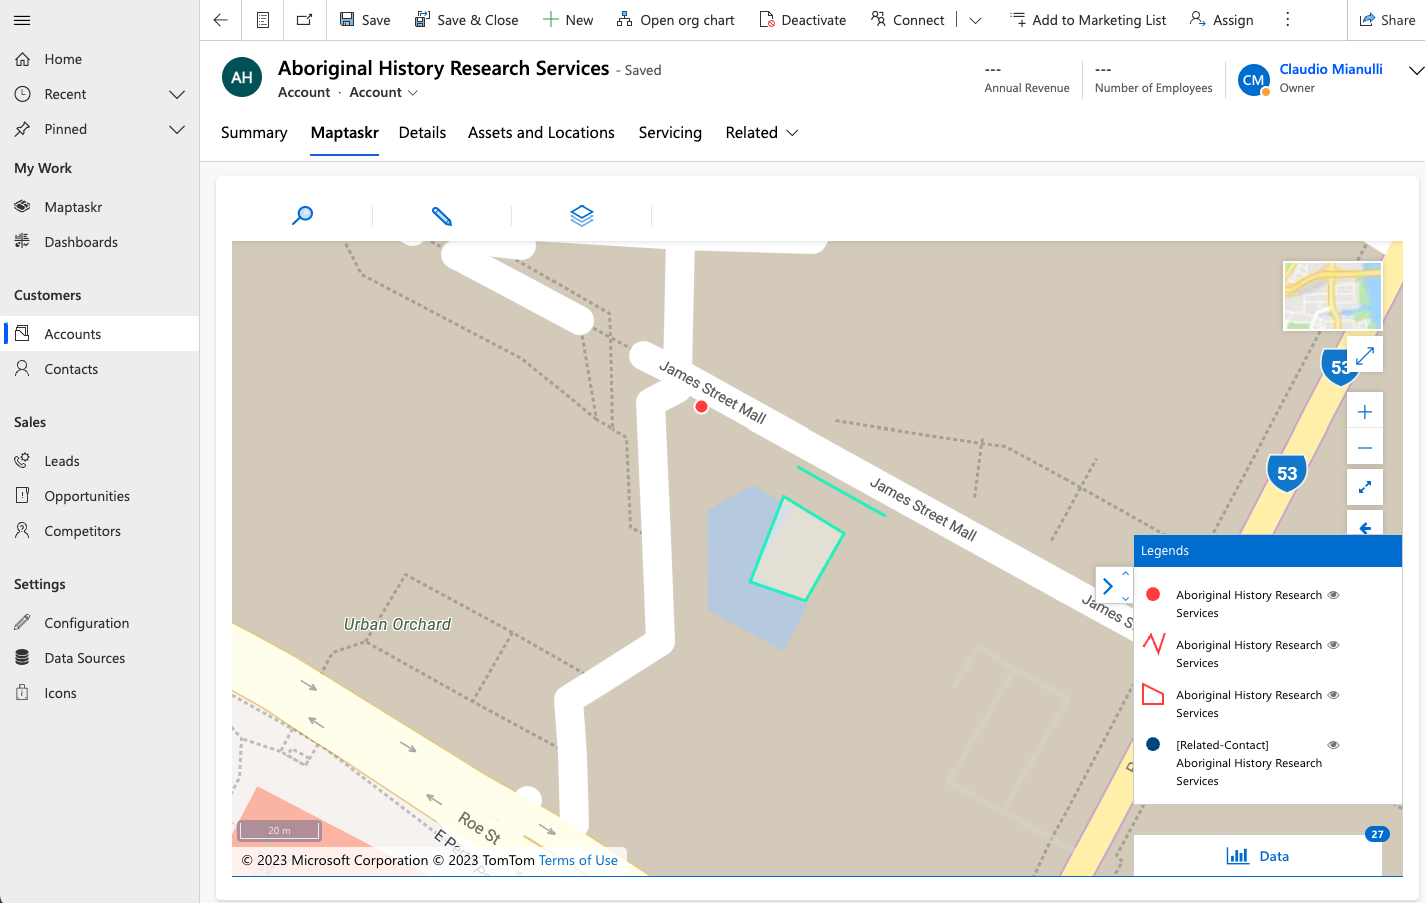 Save
Save & Close
New
Open org chart
Deactivate
Connect
Add to Marketing List
Assign
Share
Home
Recent
Pinned
My Work
Maptaskr
Dashboards
Customers
Accounts
Contacts
Sales
Leads
Opportunities
Competitors
Settings
Configuration
Data Sources
Icons
AH
Aboriginal History Research Services - Saved
Account · Account
---
Annual Revenue
---
Number of Employees
CM
Claudio Mianulli
Owner
Summary
Maptaskr
Details
Assets and Locations
Servicing
Related
James Street Mall
53
James Street Mall
53
James S
Urban Orchard
Roe St
20 m
© 2023 Microsoft Corporation © 2023 TomTom Terms of Use
Legends
Aboriginal History Research
Services
Aboriginal History Research
Services
Aboriginal History Research
Services
[Related-Contact]
Aboriginal History Research
Services
27
Data